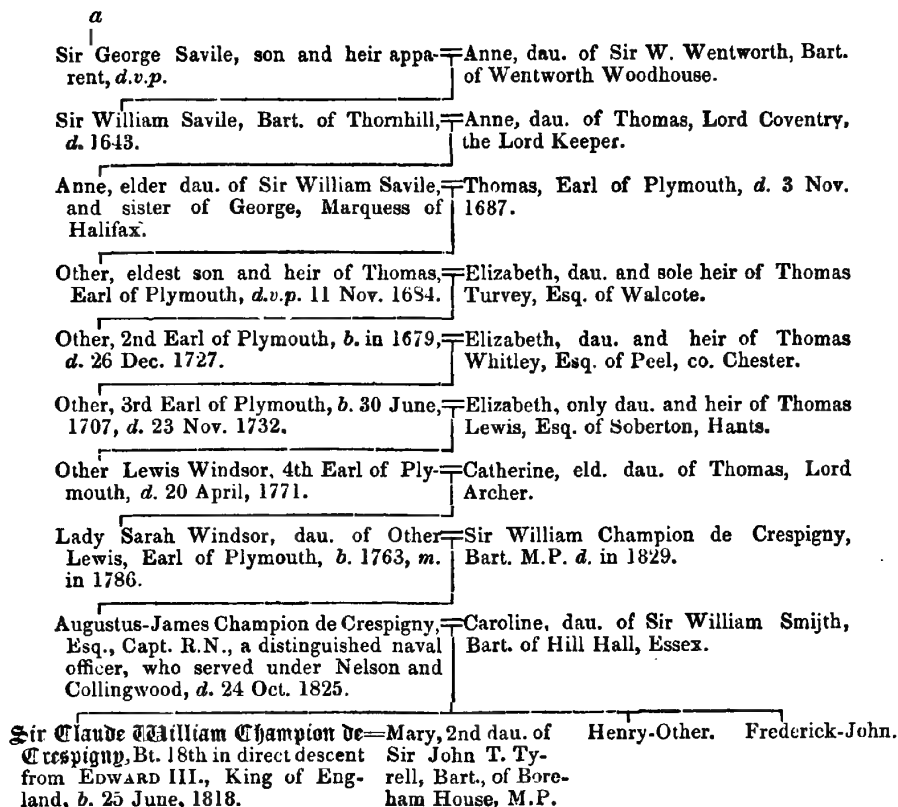 a
Sir George Savile, son and heir appa-
rent, d.v.p.
Anne, dau. of Sir W. Wentworth, Bart.
of Wentworth Woodhouse.
Sir William Savile, Bart. of Thornhill,
d. 1643.
Anne, dau. of Thomas, Lord Coventry,
the Lord Keeper.
Anne, elder dau. of Sir William Savile,
and sister of George, Marquess of
Halifax.
Thomas, Earl of Plymouth, d. 3 Nov.
1687.
Other, eldest son and heir of Thomas,
Earl of Plymouth, d.v.p. 11 Nov. 1684.
Elizabeth, dau. and sole heir of Thomas
Turvey, Esq. of Walcote.
Other, 2nd Earl of Plymouth, b. in 1679,
d. 26 Dec. 1727.
Elizabeth, dau. and heir of Thomas
Whitley, Esq. of Peel, co. Chester.
Other, 3rd Earl of Plymouth, b. 30 June,
1707, d. 23 Nov. 1732.
Elizabeth, only dau. and heir of Thomas
Lewis, Esq. of Soberton, Hants.
Other Lewis Windsor, 4th Earl of Ply-
mouth, d. 20 April, 1771.
Catherine, eld. dau. of Thomas, Lord
Archer.
Lady Sarah Windsor, dau. of Other
Lewis, Earl of Plymouth, b. 1763, m.
in 1786.
Sir William Champion de Crespigny,
Bart. M.P. d. in 1829.
Augustus-James Champion de Crespigny,
Esq., Capt. R.N., a distinguished naval
officer, who served under Nelson and
Collingwood, d. 24 Oct. 1825.
Caroline, dau. of Sir William Smijth,
Bart. of Hill Hall, Essex.
Sir Claude William Champion de
Crespigny, Bt. 18th in direct descent
from EDWARD III., King of Eng-
land, b. 25 June, 1818.
Mary, 2nd dau. of
Sir John T. Ty-
rell, Bart., of Bore-
ham House, M.P.
Henry-Other.
Frederick-John.